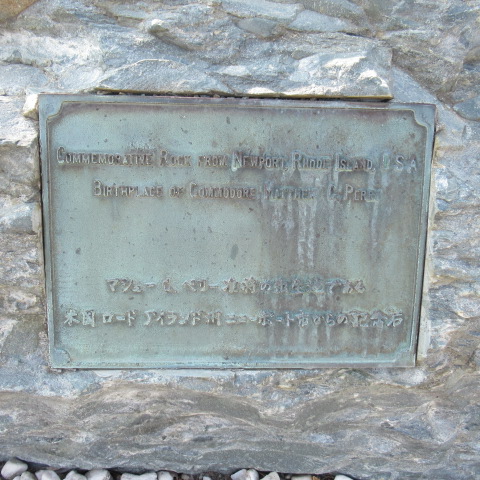 Commemorative Rock from Newport, Rhode Island, U.S.A
Birthplace of Commodore Matthew C. Perry
マシュー・C.ペリー提督の出生地である
米国ロードアイランド州ニューポート市からの記念石